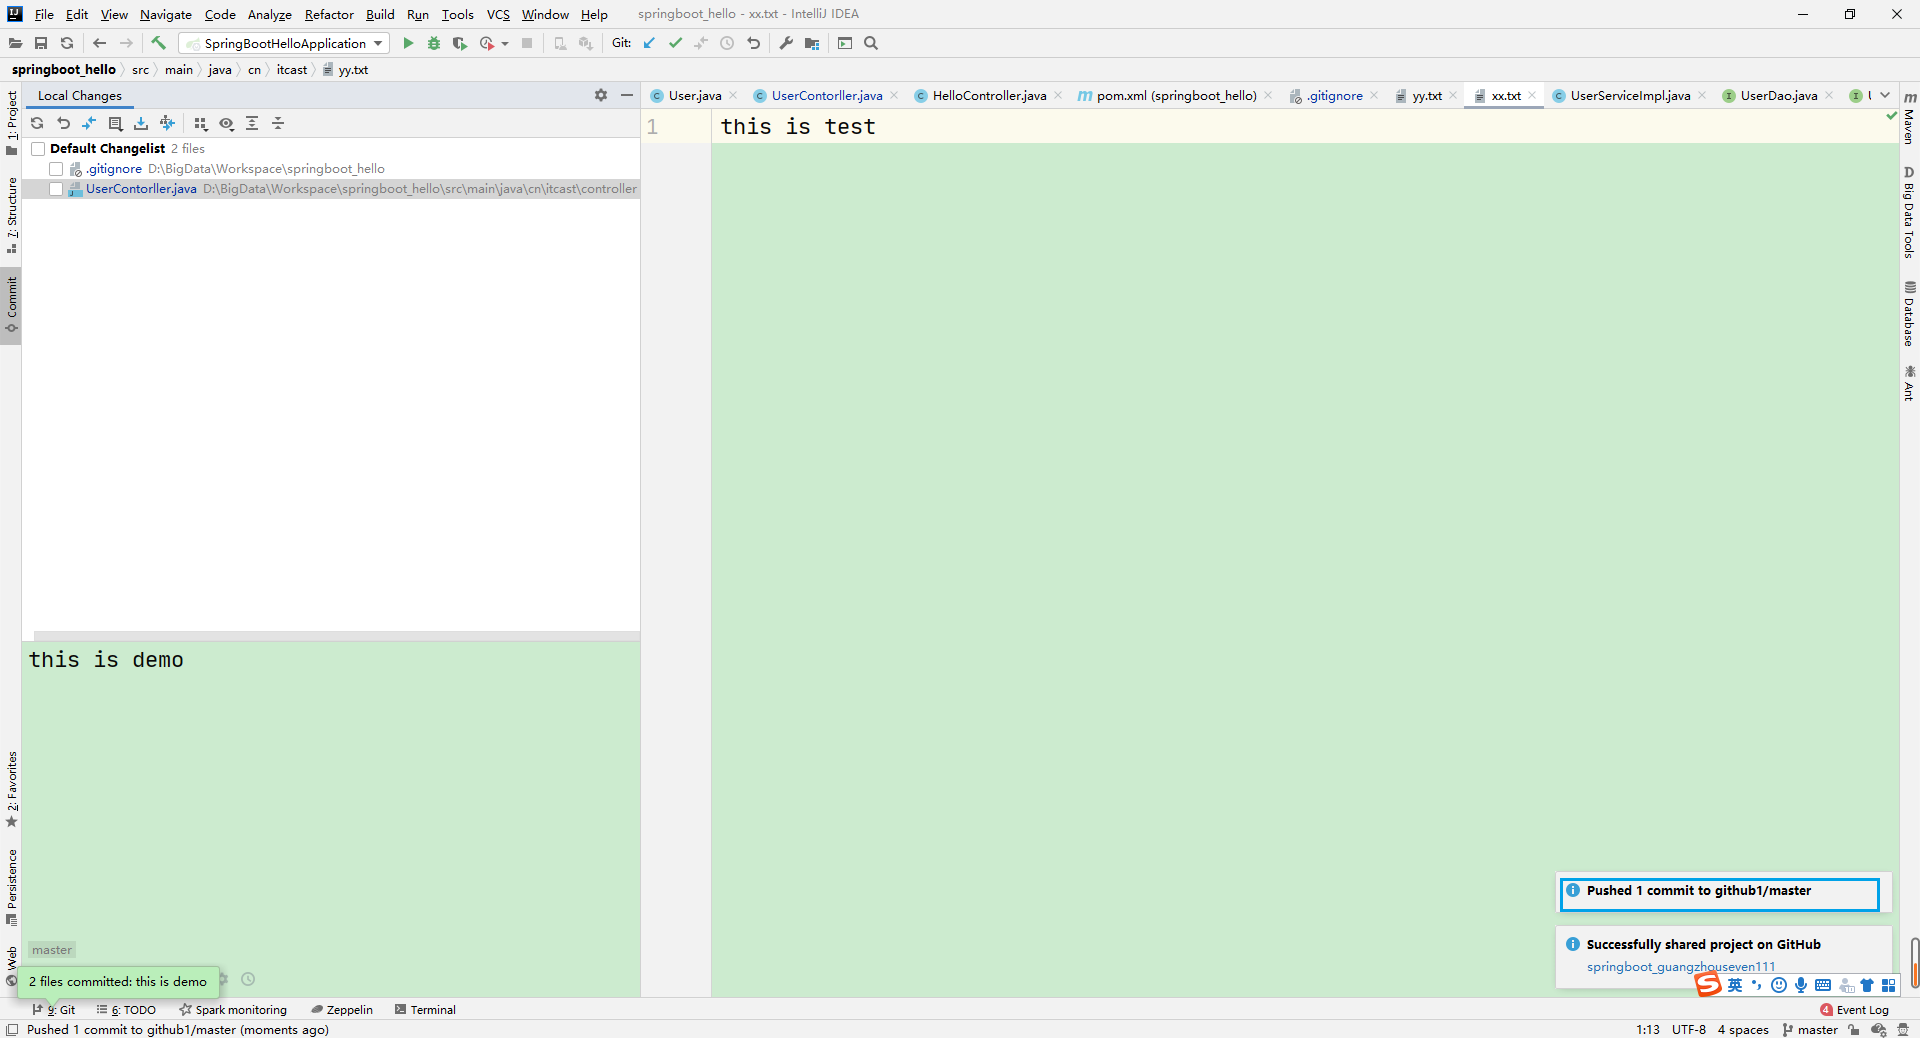 File Edit View Navigate Code Analyze Refactor Build Run Tools VCS Window Help springboot_hello - xx.txt - IntelliJ IDEA
SpringBootHelloApplication Git:
springboot_hello src main java cn itcast yy.txt
1: Project
7: Structure
Commit
2: Favorites
Persistence
Web
Local Changes
Default Changelist 2 files
.gitignore D:\BigData\Workspace\springboot_hello
UserContorller.java D:\BigData\Workspace\springboot_hello\src\main\java\cn\itcast\controller
this is demo
master
2 files committed: this is demo
User.java UserContorller.java HelloController.java pom.xml (springboot_hello) .gitignore yy.txt xx.txt UserServiceImpl.java UserDao.java
1 this is test
Maven
Big Data Tools
Database
Ant
Pushed 1 commit to github1/master
Successfully shared project on GitHub
springboot_guangzhouseven111
英
9: Git 6: TODO Spark monitoring Zeppelin Terminal 4 Event Log
Pushed 1 commit to github1/master (moments ago) 1:13 UTF-8 4 spaces master